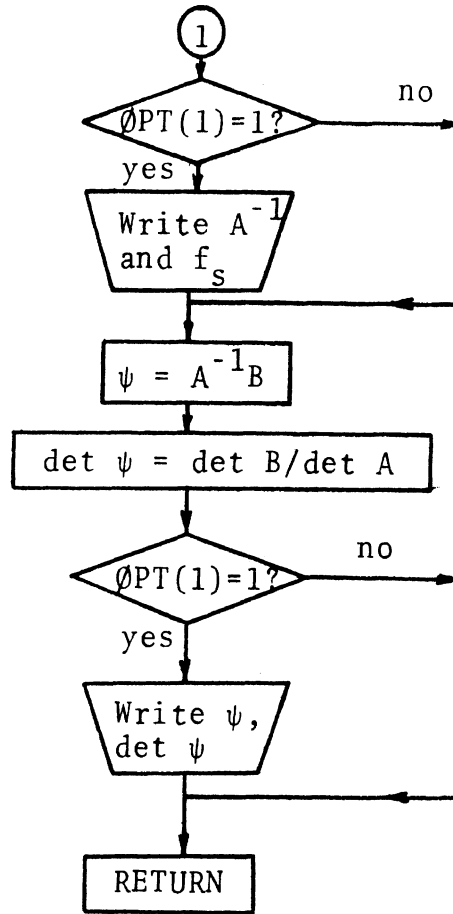 1
ØPT(1)=1?
no
yes
Write A⁻¹
and fₛ
ψ = A⁻¹B
det ψ = det B/det A
ØPT(1)=1?
no
yes
Write ψ,
det ψ
RETURN